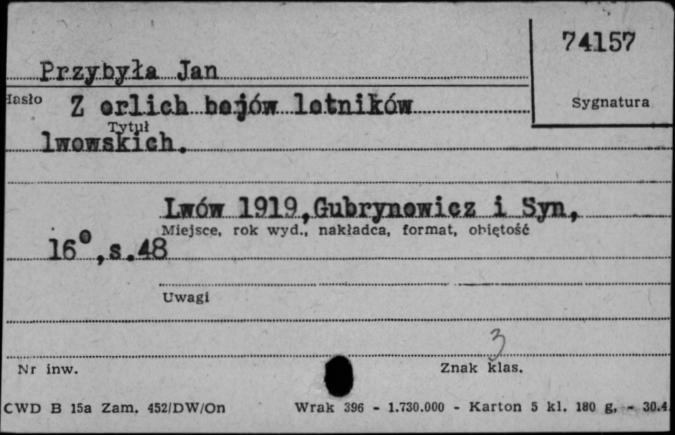 74157
Przybyła Jan
Hasło Z orlich bojów lotników Sygnatura
Tytuł
lwowskich.
Lwów 1919, Gubrynowicz i Syn,
Miejsce, rok wyd., nakładca, format, objętość
16°, s. 48
Uwagi
3
Nr inw. Znak klas.
CWD B 15a Zam. 452/DW/On Wrak 396 - 1.730.000 - Karton 5 kl. 180 g. - 30.4